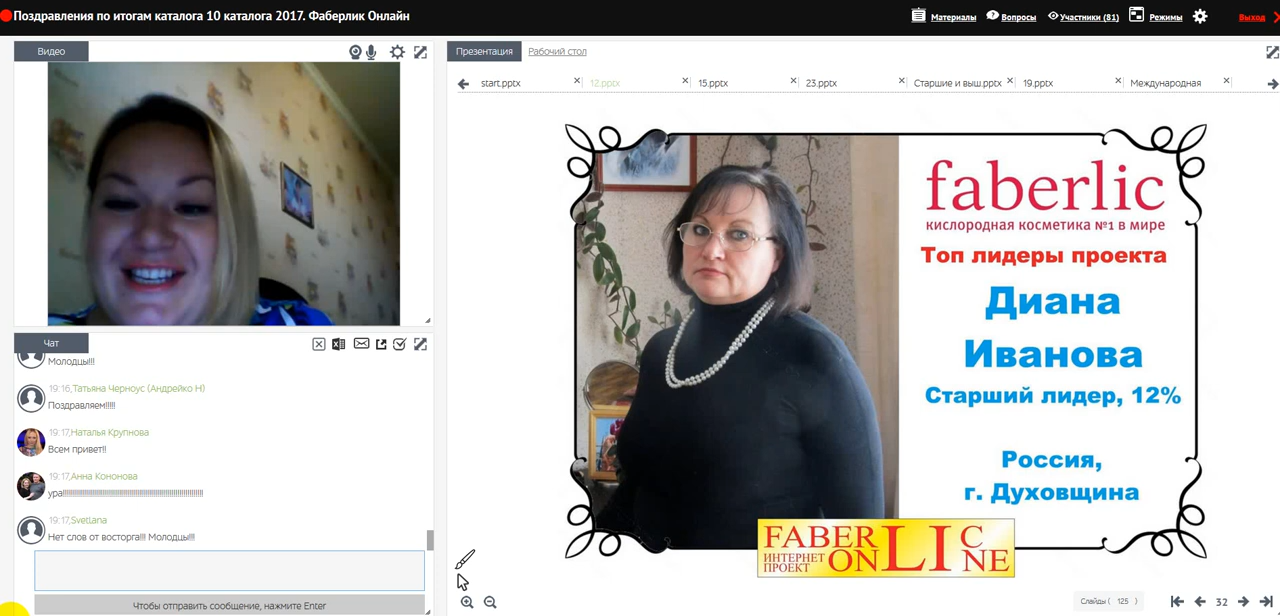 Поздравления по итогам каталога 10 каталога 2017. Фаберлик Онлайн
Материалы
Вопросы
Участники (81)
Режимы
Выход
Видео
Чат
Молодцы!!!
19:16,Татьяна Черноус (Андрейко Н)
Поздравляем!!!!!
19:17,Наталья Крупнова
Всем привет!!
19:17,Анна Кононова
19:17,Svetlana
Нет слов от восторга!!! Молодцы!!!
Чтобы отправить сообщение, нажмите Enter
Презентация
Рабочий стол
start.pptx
12.pptx
15.pptx
23.pptx
Старшие и выш.pptx
19.pptx
Международная
faberlic
кислородная косметика №1 в мире
Топ лидеры проекта
Диана
Иванова
Старший лидер, 12%
Россия,
г. Духовщина
FABERLIC
ИНТЕРНЕТ ПРОЕКТ
ONLINE
Слайды ( 125 )
32